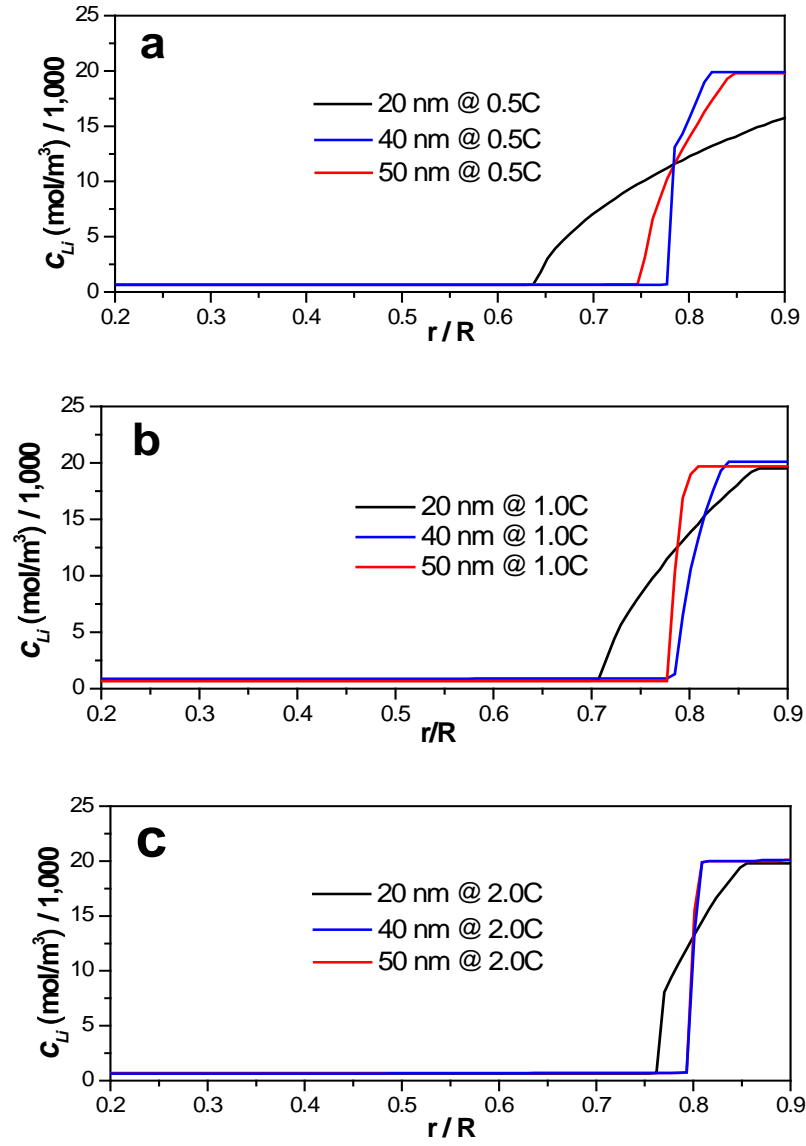 a
25
20
15
10
5
0
c_Li (mol/m³) / 1,000
20 nm @ 0.5C
40 nm @ 0.5C
50 nm @ 0.5C
0.2 0.3 0.4 0.5 0.6 0.7 0.8 0.9
r / R
b
25
20
15
10
5
0
c_Li (mol/m³) / 1,000
20 nm @ 1.0C
40 nm @ 1.0C
50 nm @ 1.0C
0.2 0.3 0.4 0.5 0.6 0.7 0.8 0.9
r/R
c
25
20
15
10
5
0
c_Li (mol/m³) / 1,000
20 nm @ 2.0C
40 nm @ 2.0C
50 nm @ 2.0C
0.2 0.3 0.4 0.5 0.6 0.7 0.8 0.9
r / R